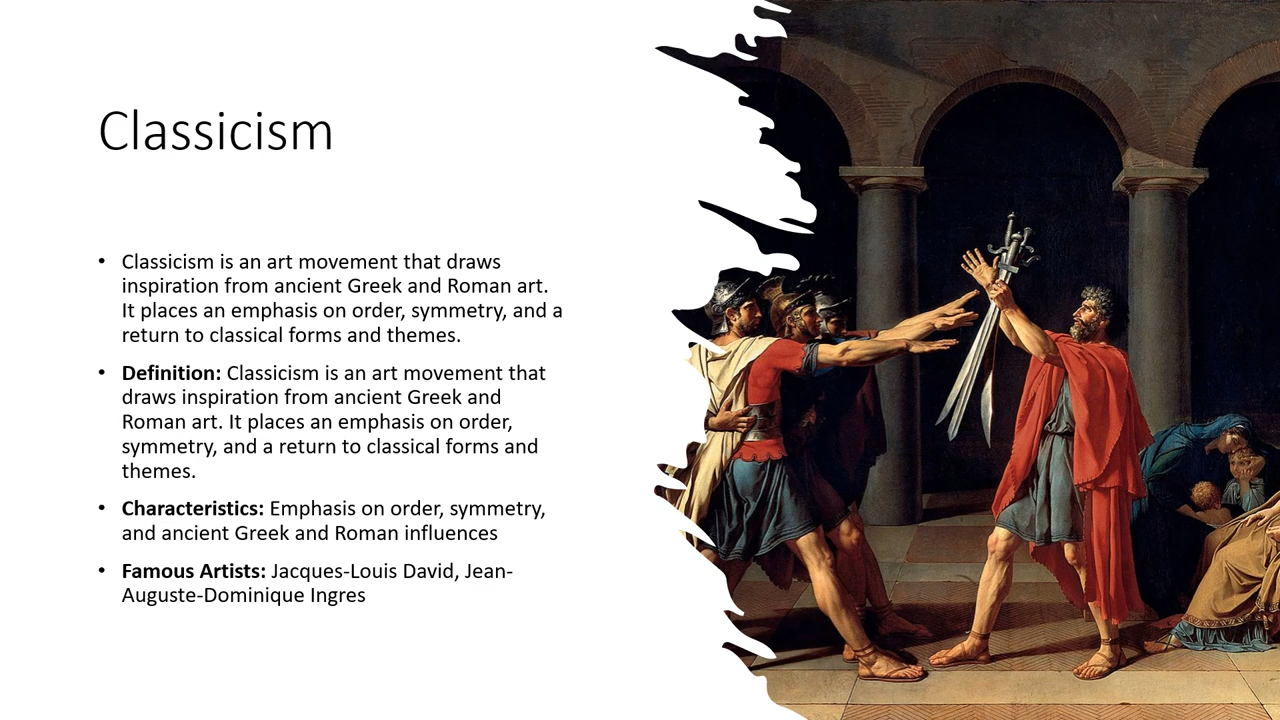 Classicism
• Classicism is an art movement that draws
inspiration from ancient Greek and Roman art.
It places an emphasis on order, symmetry, and a
return to classical forms and themes.
• Definition: Classicism is an art movement that
draws inspiration from ancient Greek and
Roman art. It places an emphasis on order,
symmetry, and a return to classical forms and
themes.
• Characteristics: Emphasis on order, symmetry,
and ancient Greek and Roman influences
• Famous Artists: Jacques-Louis David, Jean-
Auguste-Dominique Ingres